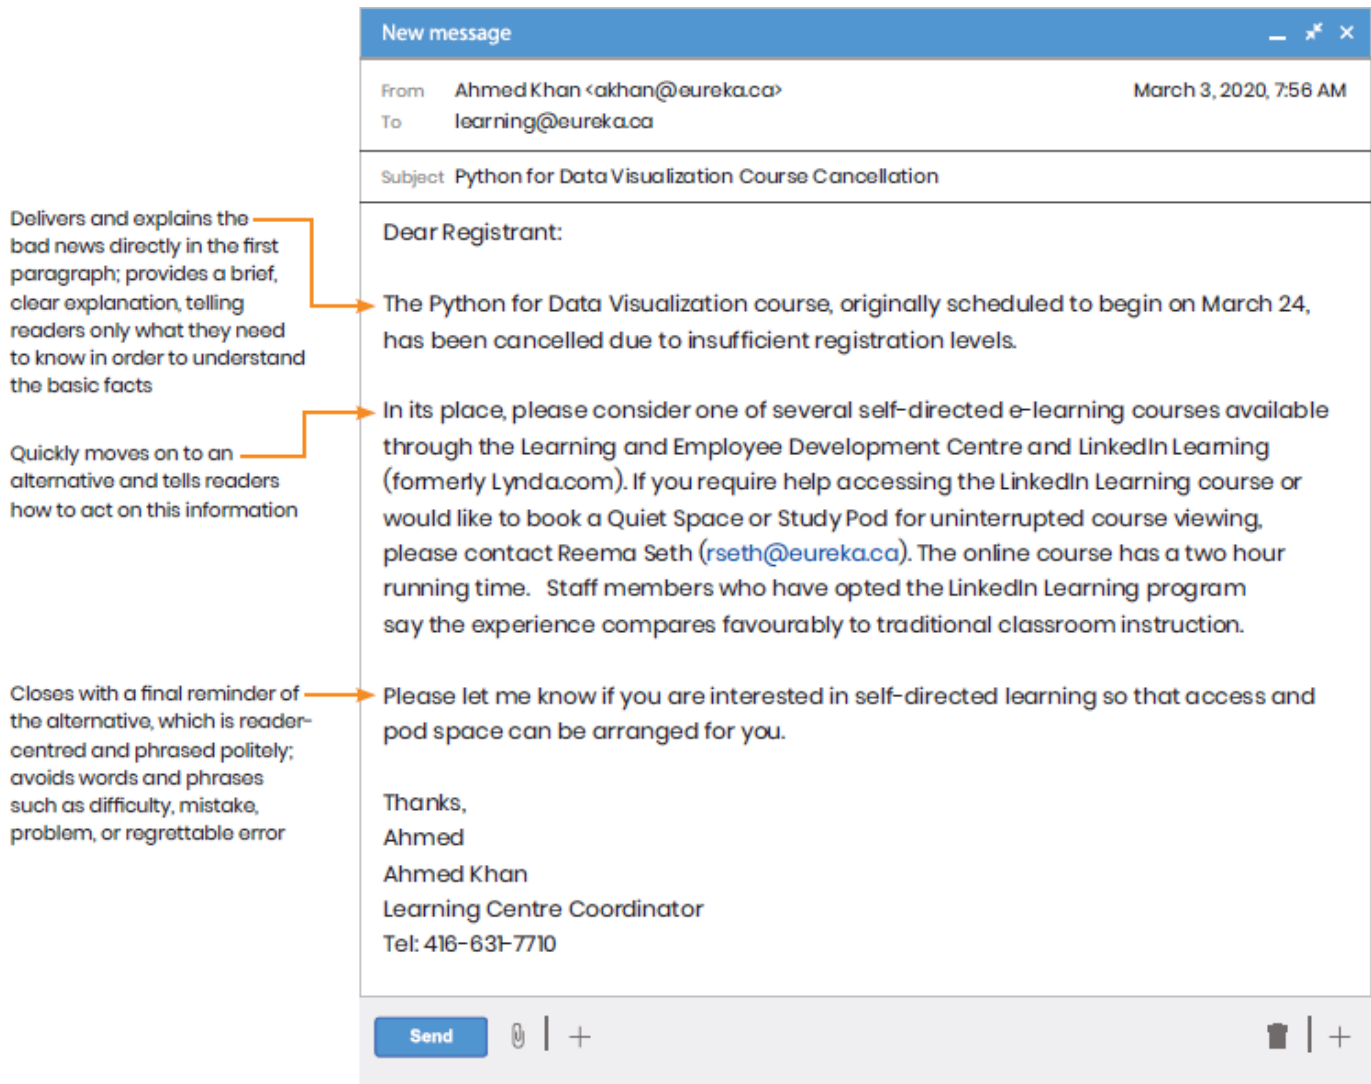 New message
From Ahmed Khan <akhan@eureka.ca> March 3, 2020, 7:56 AM
To learning@eureka.ca
Subject Python for Data Visualization Course Cancellation
Delivers and explains the
bad news directly in the first
paragraph; provides a brief,
clear explanation, telling
readers only what they need
to know in order to understand
the basic facts
Dear Registrant:
The Python for Data Visualization course, originally scheduled to begin on March 24,
has been cancelled due to insufficient registration levels.
Quickly moves on to an
alternative and tells readers
how to act on this information
In its place, please consider one of several self-directed e-learning courses available
through the Learning and Employee Development Centre and LinkedIn Learning
(formerly Lynda.com). If you require help accessing the LinkedIn Learning course or
would like to book a Quiet Space or Study Pod for uninterrupted course viewing,
please contact Reema Seth (rseth@eureka.ca). The online course has a two hour
running time. Staff members who have opted the LinkedIn Learning program
say the experience compares favourably to traditional classroom instruction.
Closes with a final reminder of
the alternative, which is reader-
centred and phrased politely;
avoids words and phrases
such as difficulty, mistake,
problem, or regrettable error
Please let me know if you are interested in self-directed learning so that access and
pod space can be arranged for you.
Thanks,
Ahmed
Ahmed Khan
Learning Centre Coordinator
Tel: 416-631-7710
Send